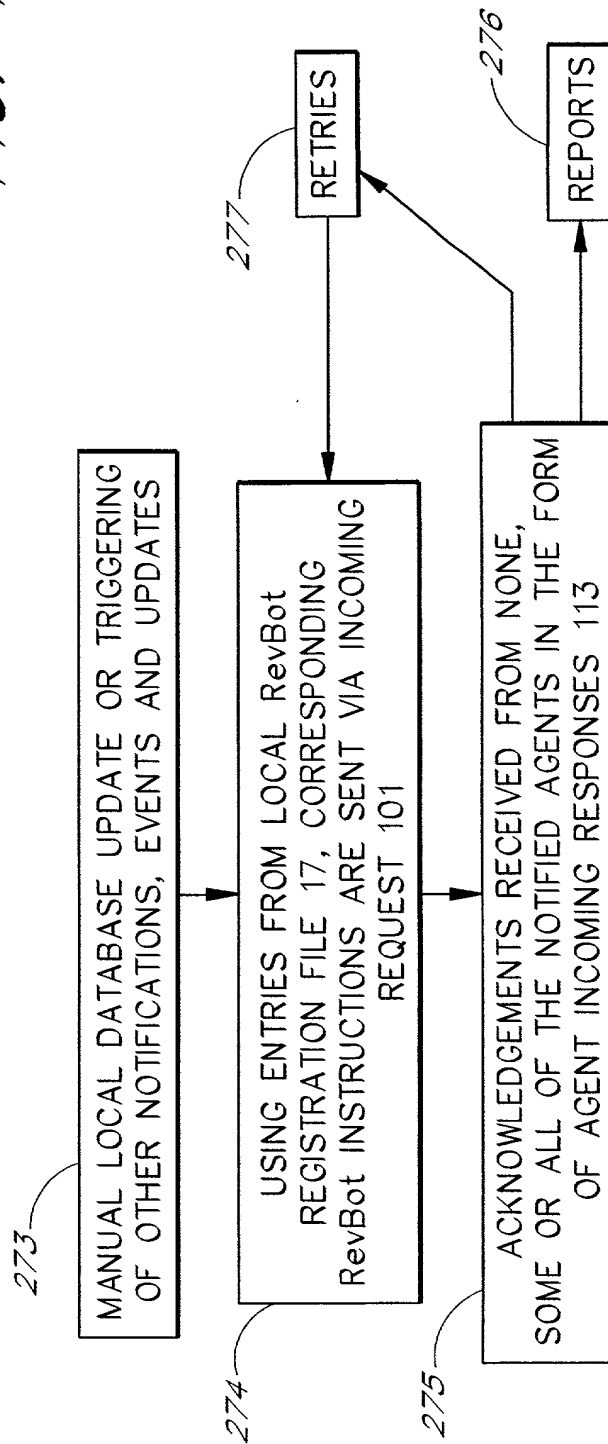 273
MANUAL LOCAL DATABASE UPDATE OR TRIGGERING
OF OTHER NOTIFICATIONS, EVENTS AND UPDATES
274
USING ENTRIES FROM LOCAL RevBot
REGISTRATION FILE 17, CORRESPONDING
RevBot INSTRUCTIONS ARE SENT VIA INCOMING
REQUEST 101
277
RETRIES
275
ACKNOWLEDGEMENTS RECEIVED FROM NONE,
SOME OR ALL OF THE NOTIFIED AGENTS IN THE FORM
OF AGENT INCOMING RESPONSES 113
276
REPORTS